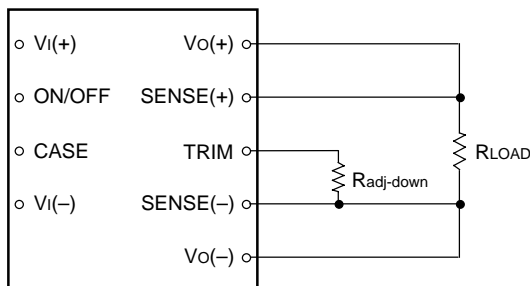 VI(+)
VO(+)
ON/OFF
SENSE(+)
CASE
TRIM
RLOAD
Radj-down
VI(–)
SENSE(–)
VO(–)